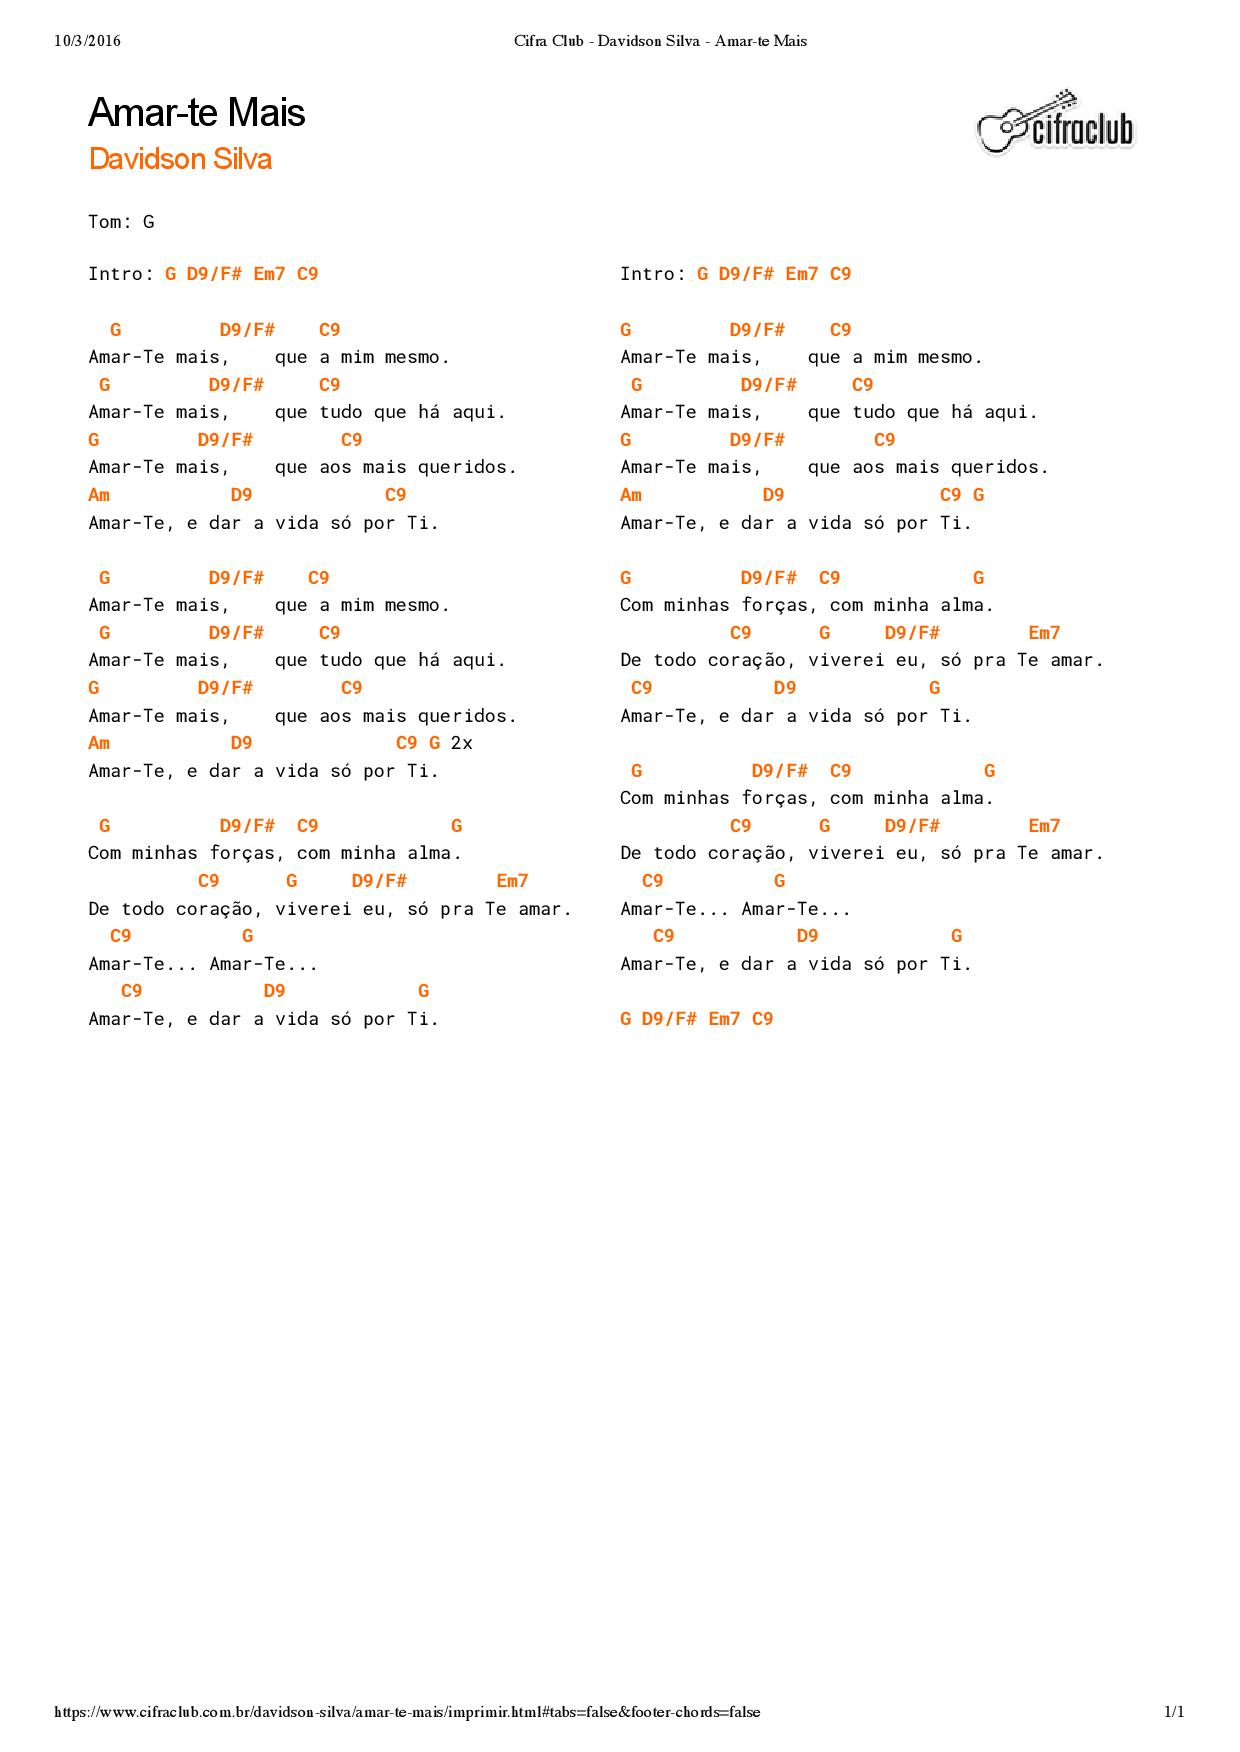 10/3/2016 Cifra Club - Davidson Silva - Amar-te Mais
Amar-te Mais
cifraclub
Davidson Silva
Tom: G
Intro: G D9/F# Em7 C9
  G         D9/F#    C9
Amar-Te mais,    que a mim mesmo.
 G         D9/F#     C9
Amar-Te mais,    que tudo que há aqui.
G         D9/F#        C9
Amar-Te mais,    que aos mais queridos.
Am           D9            C9
Amar-Te, e dar a vida só por Ti.
 G         D9/F#    C9
Amar-Te mais,    que a mim mesmo.
 G         D9/F#     C9
Amar-Te mais,    que tudo que há aqui.
G         D9/F#        C9
Amar-Te mais,    que aos mais queridos.
Am           D9             C9 G 2x
Amar-Te, e dar a vida só por Ti.
 G          D9/F#  C9            G
Com minhas forças, com minha alma.
          C9      G     D9/F#        Em7
De todo coração, viverei eu, só pra Te amar.
  C9          G
Amar-Te... Amar-Te...
   C9           D9            G
Amar-Te, e dar a vida só por Ti.
Intro: G D9/F# Em7 C9
G         D9/F#    C9
Amar-Te mais,    que a mim mesmo.
 G         D9/F#     C9
Amar-Te mais,    que tudo que há aqui.
G         D9/F#        C9
Amar-Te mais,    que aos mais queridos.
Am           D9              C9 G
Amar-Te, e dar a vida só por Ti.
G          D9/F#  C9            G
Com minhas forças, com minha alma.
          C9      G     D9/F#        Em7
De todo coração, viverei eu, só pra Te amar.
 C9           D9            G
Amar-Te, e dar a vida só por Ti.
 G          D9/F#  C9            G
Com minhas forças, com minha alma.
          C9      G     D9/F#        Em7
De todo coração, viverei eu, só pra Te amar.
  C9          G
Amar-Te... Amar-Te...
   C9           D9            G
Amar-Te, e dar a vida só por Ti.
G D9/F# Em7 C9
https://www.cifraclub.com.br/davidson-silva/amar-te-mais/imprimir.html#tabs=false&footer-chords=false 1/1